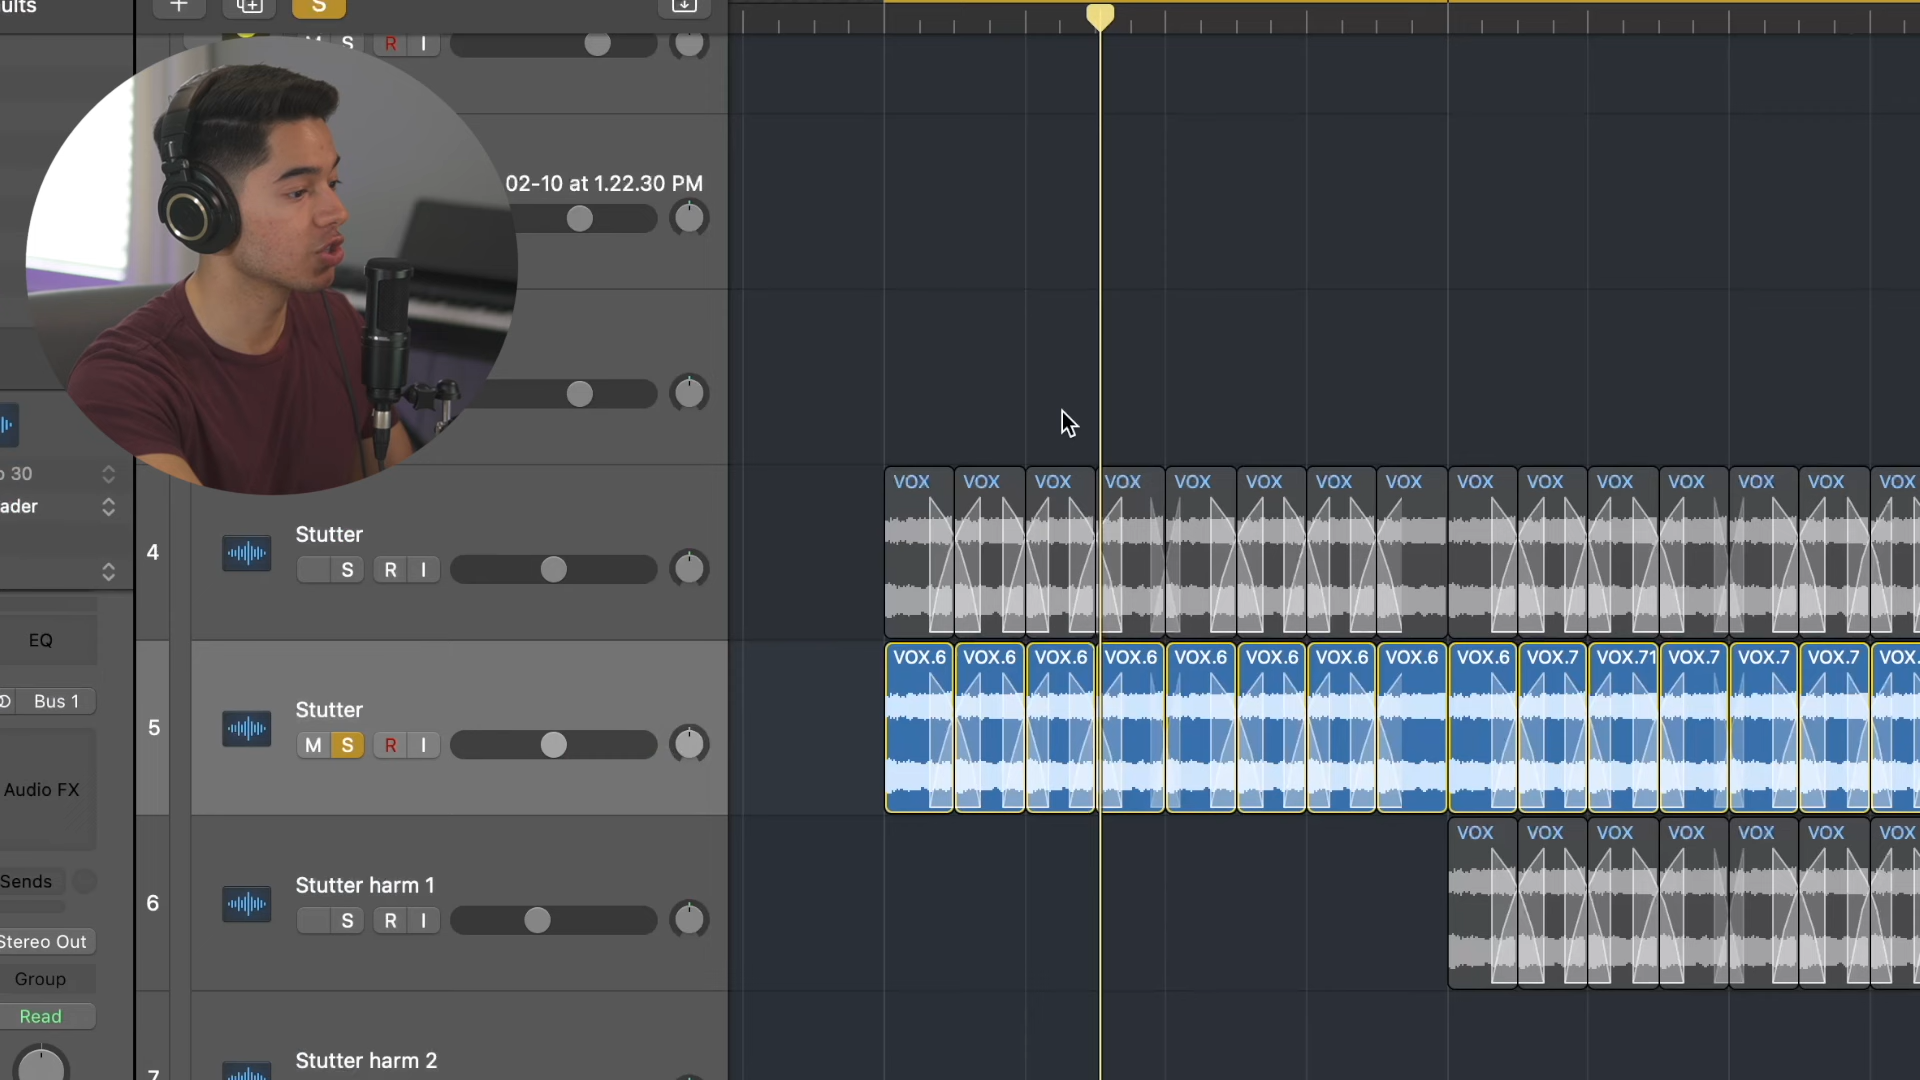 ults
S
M S R I
02-10 at 1.22.30 PM
ader
EQ
Bus 1
Audio FX
Sends
Stereo Out
Group
Read
4
Stutter
S R I
VOX VOX VOX VOX VOX VOX VOX VOX VOX VOX VOX VOX VOX VOX VOX
5
Stutter
M S R I
VOX.6 VOX.6 VOX.6 VOX.6 VOX.6 VOX.6 VOX.6 VOX.6 VOX.6 VOX.7 VOX.71 VOX.7 VOX.7 VOX.7 VOX.
6
Stutter harm 1
S R I
VOX VOX VOX VOX VOX VOX VOX
7
Stutter harm 2